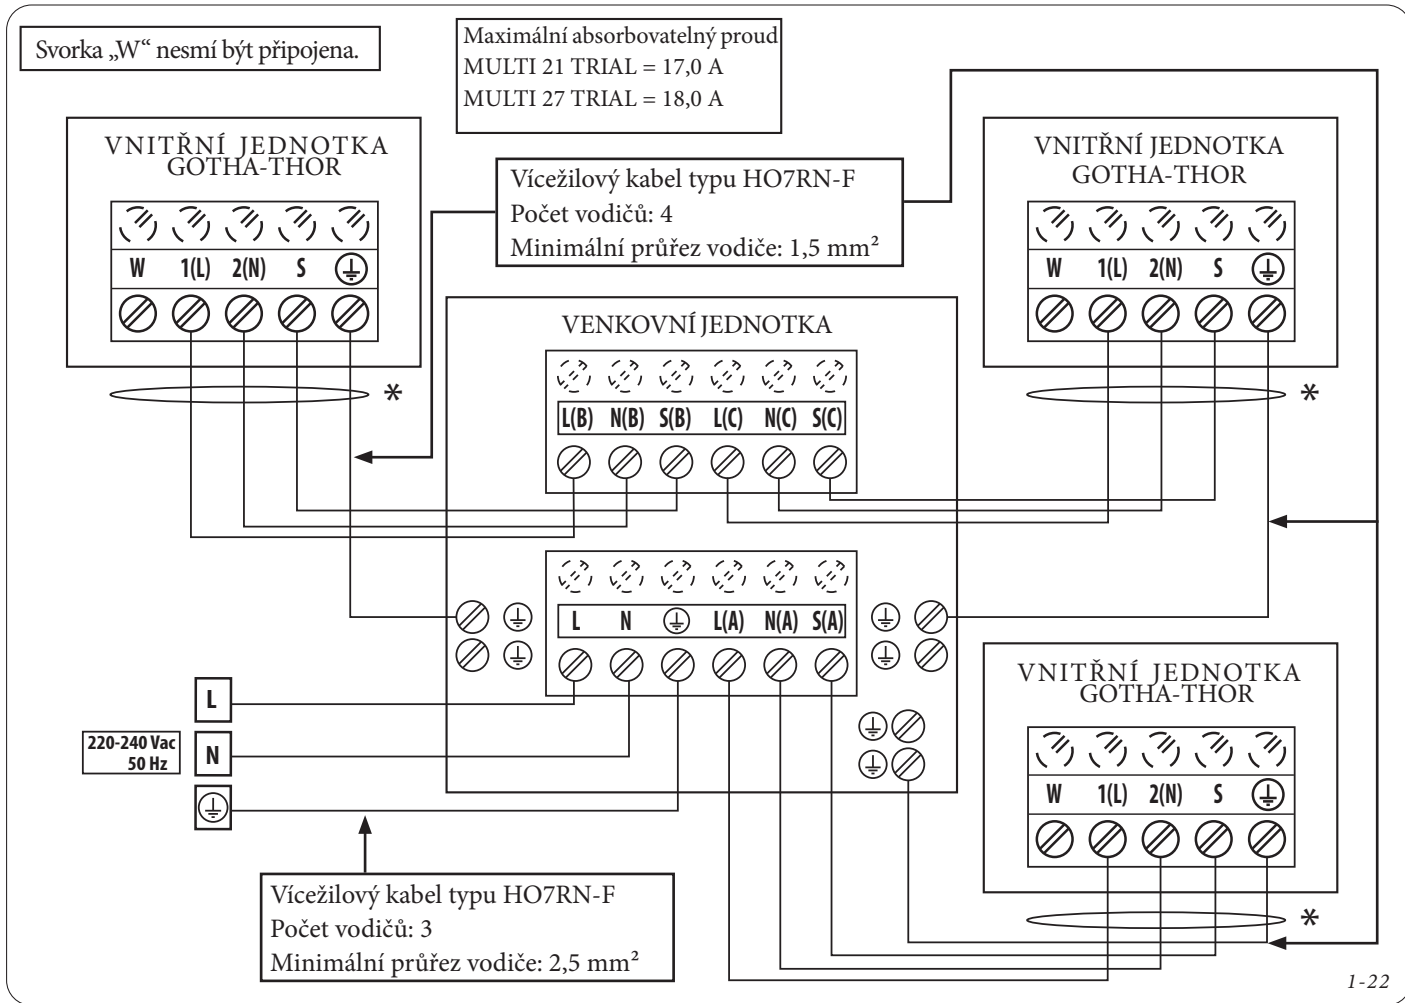 Svorka „W“ nesmí být připojena.
Maximální absorbovatelný proud
MULTI 21 TRIAL = 17,0 A
MULTI 27 TRIAL = 18,0 A
VNITŘNÍ JEDNOTKA
GOTHA-THOR
W 1(L) 2(N) S
Vícežilový kabel typu HO7RN-F
Počet vodičů: 4
Minimální průřez vodiče: 1,5 mm²
VNITŘNÍ JEDNOTKA
GOTHA-THOR
W 1(L) 2(N) S
*
*
VENKOVNÍ JEDNOTKA
L(B) N(B) S(B) L(C) N(C) S(C)
L N L(A) N(A) S(A)
L
220-240 Vac
50 Hz
N
VNITŘNÍ JEDNOTKA
GOTHA-THOR
W 1(L) 2(N) S
*
Vícežilový kabel typu HO7RN-F
Počet vodičů: 3
Minimální průřez vodiče: 2,5 mm²
1-22